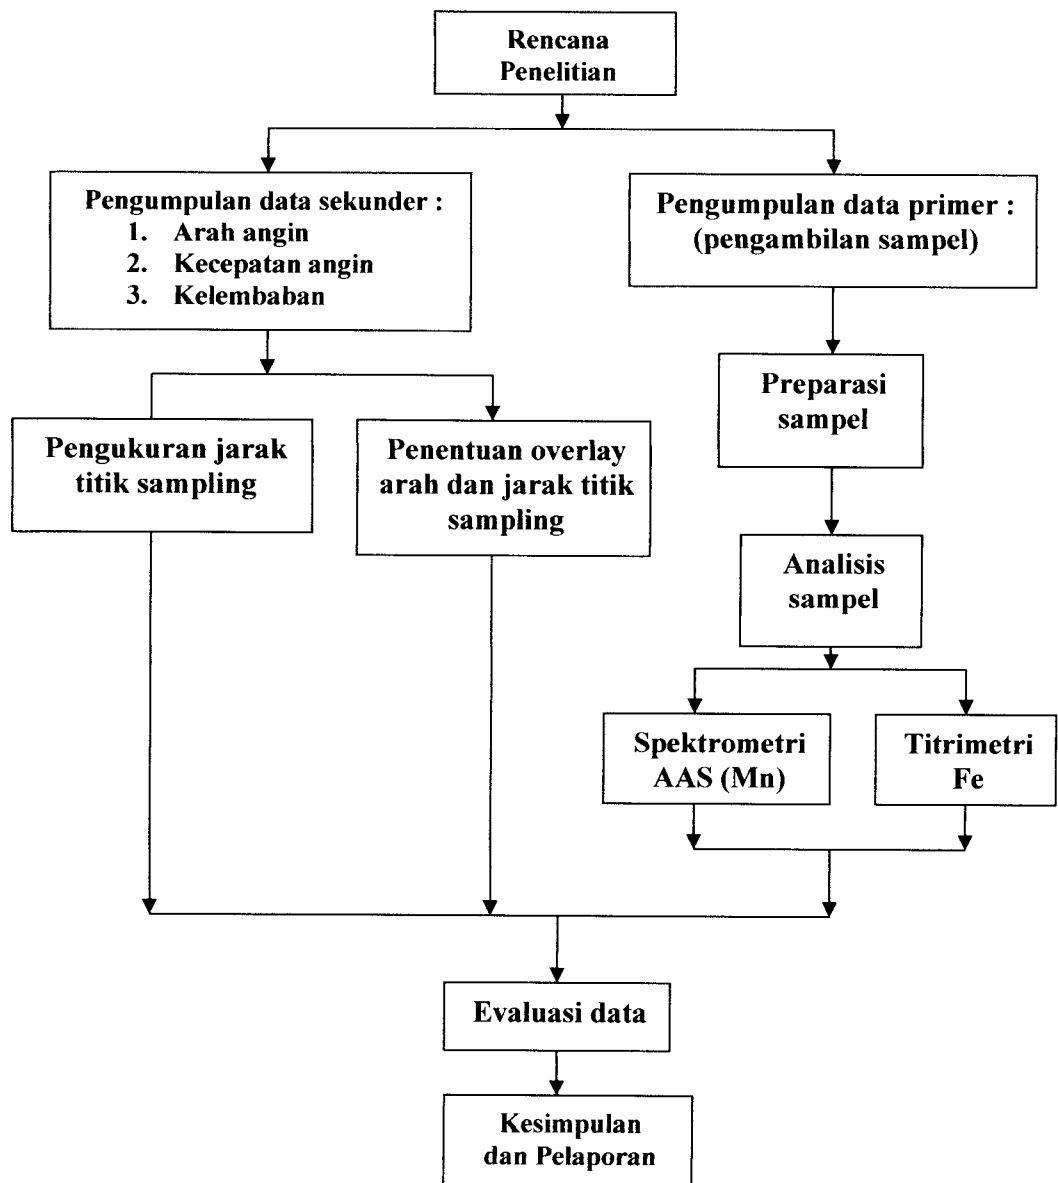 Rencana
Penelitian
Pengumpulan data sekunder :
1. Arah angin
2. Kecepatan angin
3. Kelembaban
Pengumpulan data primer :
(pengambilan sampel)
Preparasi
sampel
Pengukuran jarak
titik sampling
Penentuan overlay
arah dan jarak titik
sampling
Analisis
sampel
Spektrometri
AAS (Mn)
Titrimetri
Fe
Evaluasi data
Kesimpulan
dan Pelaporan